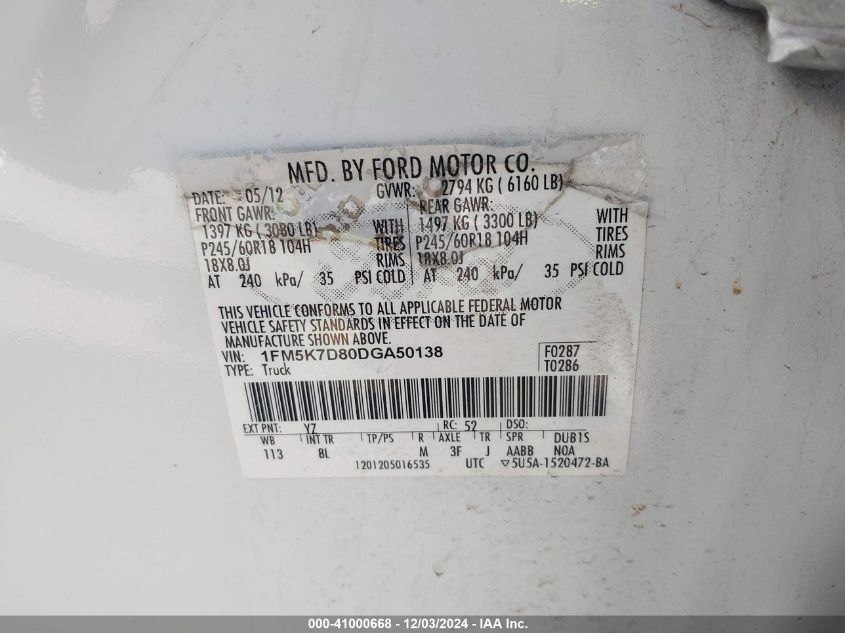 MFD. BY FORD MOTOR CO.
DATE: 05/12 GVWR: 2794 KG ( 6160 LB)
FRONT GAWR: REAR GAWR:
1397 KG ( 3080 LB) WITH 1497 KG ( 3300 LB) WITH
P245/60R18 104H TIRES P245/60R18 104H TIRES
18X8.0J RIMS 18X8.0J RIMS
AT 240 kPa/ 35 PSI COLD AT 240 kPa/ 35 PSI COLD
THIS VEHICLE CONFORMS TO ALL APPLICABLE FEDERAL MOTOR
VEHICLE SAFETY STANDARDS IN EFFECT ON THE DATE OF
MANUFACTURE SHOWN ABOVE.
VIN: 1FM5K7D80DGA50138 F0287
TYPE: Truck T0286
EXT PNT: YZ RC: 52 DSO:
WB INT TR TP/PS R AXLE TR SPR DUB1S
113 8L M 3F J AABB NOA
1201205016535 UTC ▽5U5A-1520472-BA
000-41000668 - 12/03/2024 - IAA Inc.